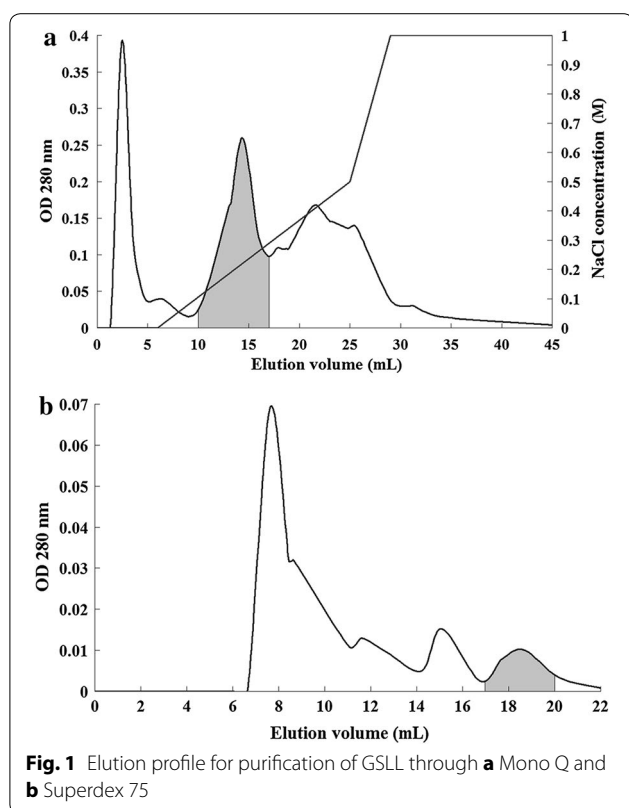 a
0.4
0.35
0.3
0.25
0.2
0.15
0.1
0.05
0
OD 280 nm
1
0.9
0.8
0.7
0.6
0.5
0.4
0.3
0.2
0.1
0
NaCl concentration (M)
0 5 10 15 20 25 30 35 40 45
Elution volume (mL)
b
0.07
0.06
0.05
0.04
0.03
0.02
0.01
0
OD 280 nm
0 2 4 6 8 10 12 14 16 18 20 22
Elution volume (mL)
Fig. 1 Elution profile for purification of GSLL through a Mono Q and
b Superdex 75